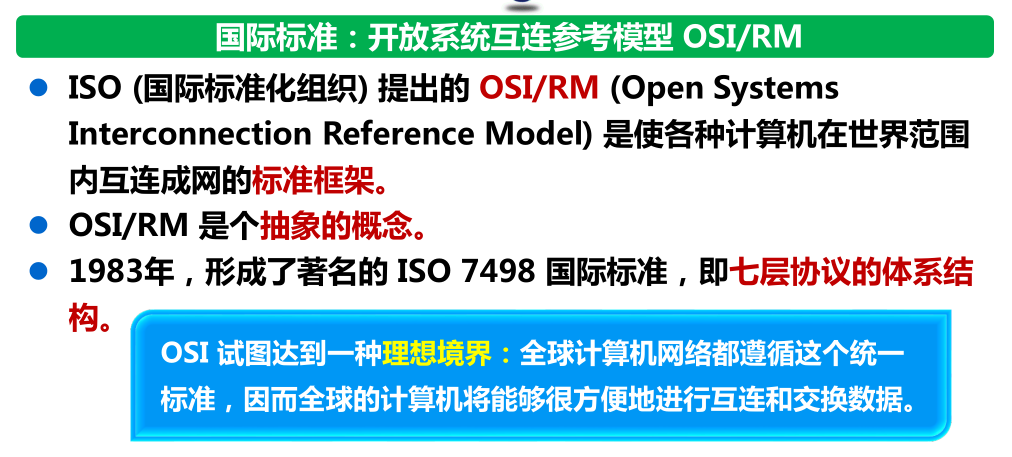 国际标准：开放系统互连参考模型 OSI/RM
ISO (国际标准化组织) 提出的 OSI/RM (Open Systems
Interconnection Reference Model) 是使各种计算机在世界范围
内互连成网的标准框架。
OSI/RM 是个抽象的概念。
1983年，形成了著名的 ISO 7498 国际标准，即七层协议的体系结
构。
OSI 试图达到一种理想境界：全球计算机网络都遵循这个统一
标准，因而全球的计算机将能够很方便地进行互连和交换数据。